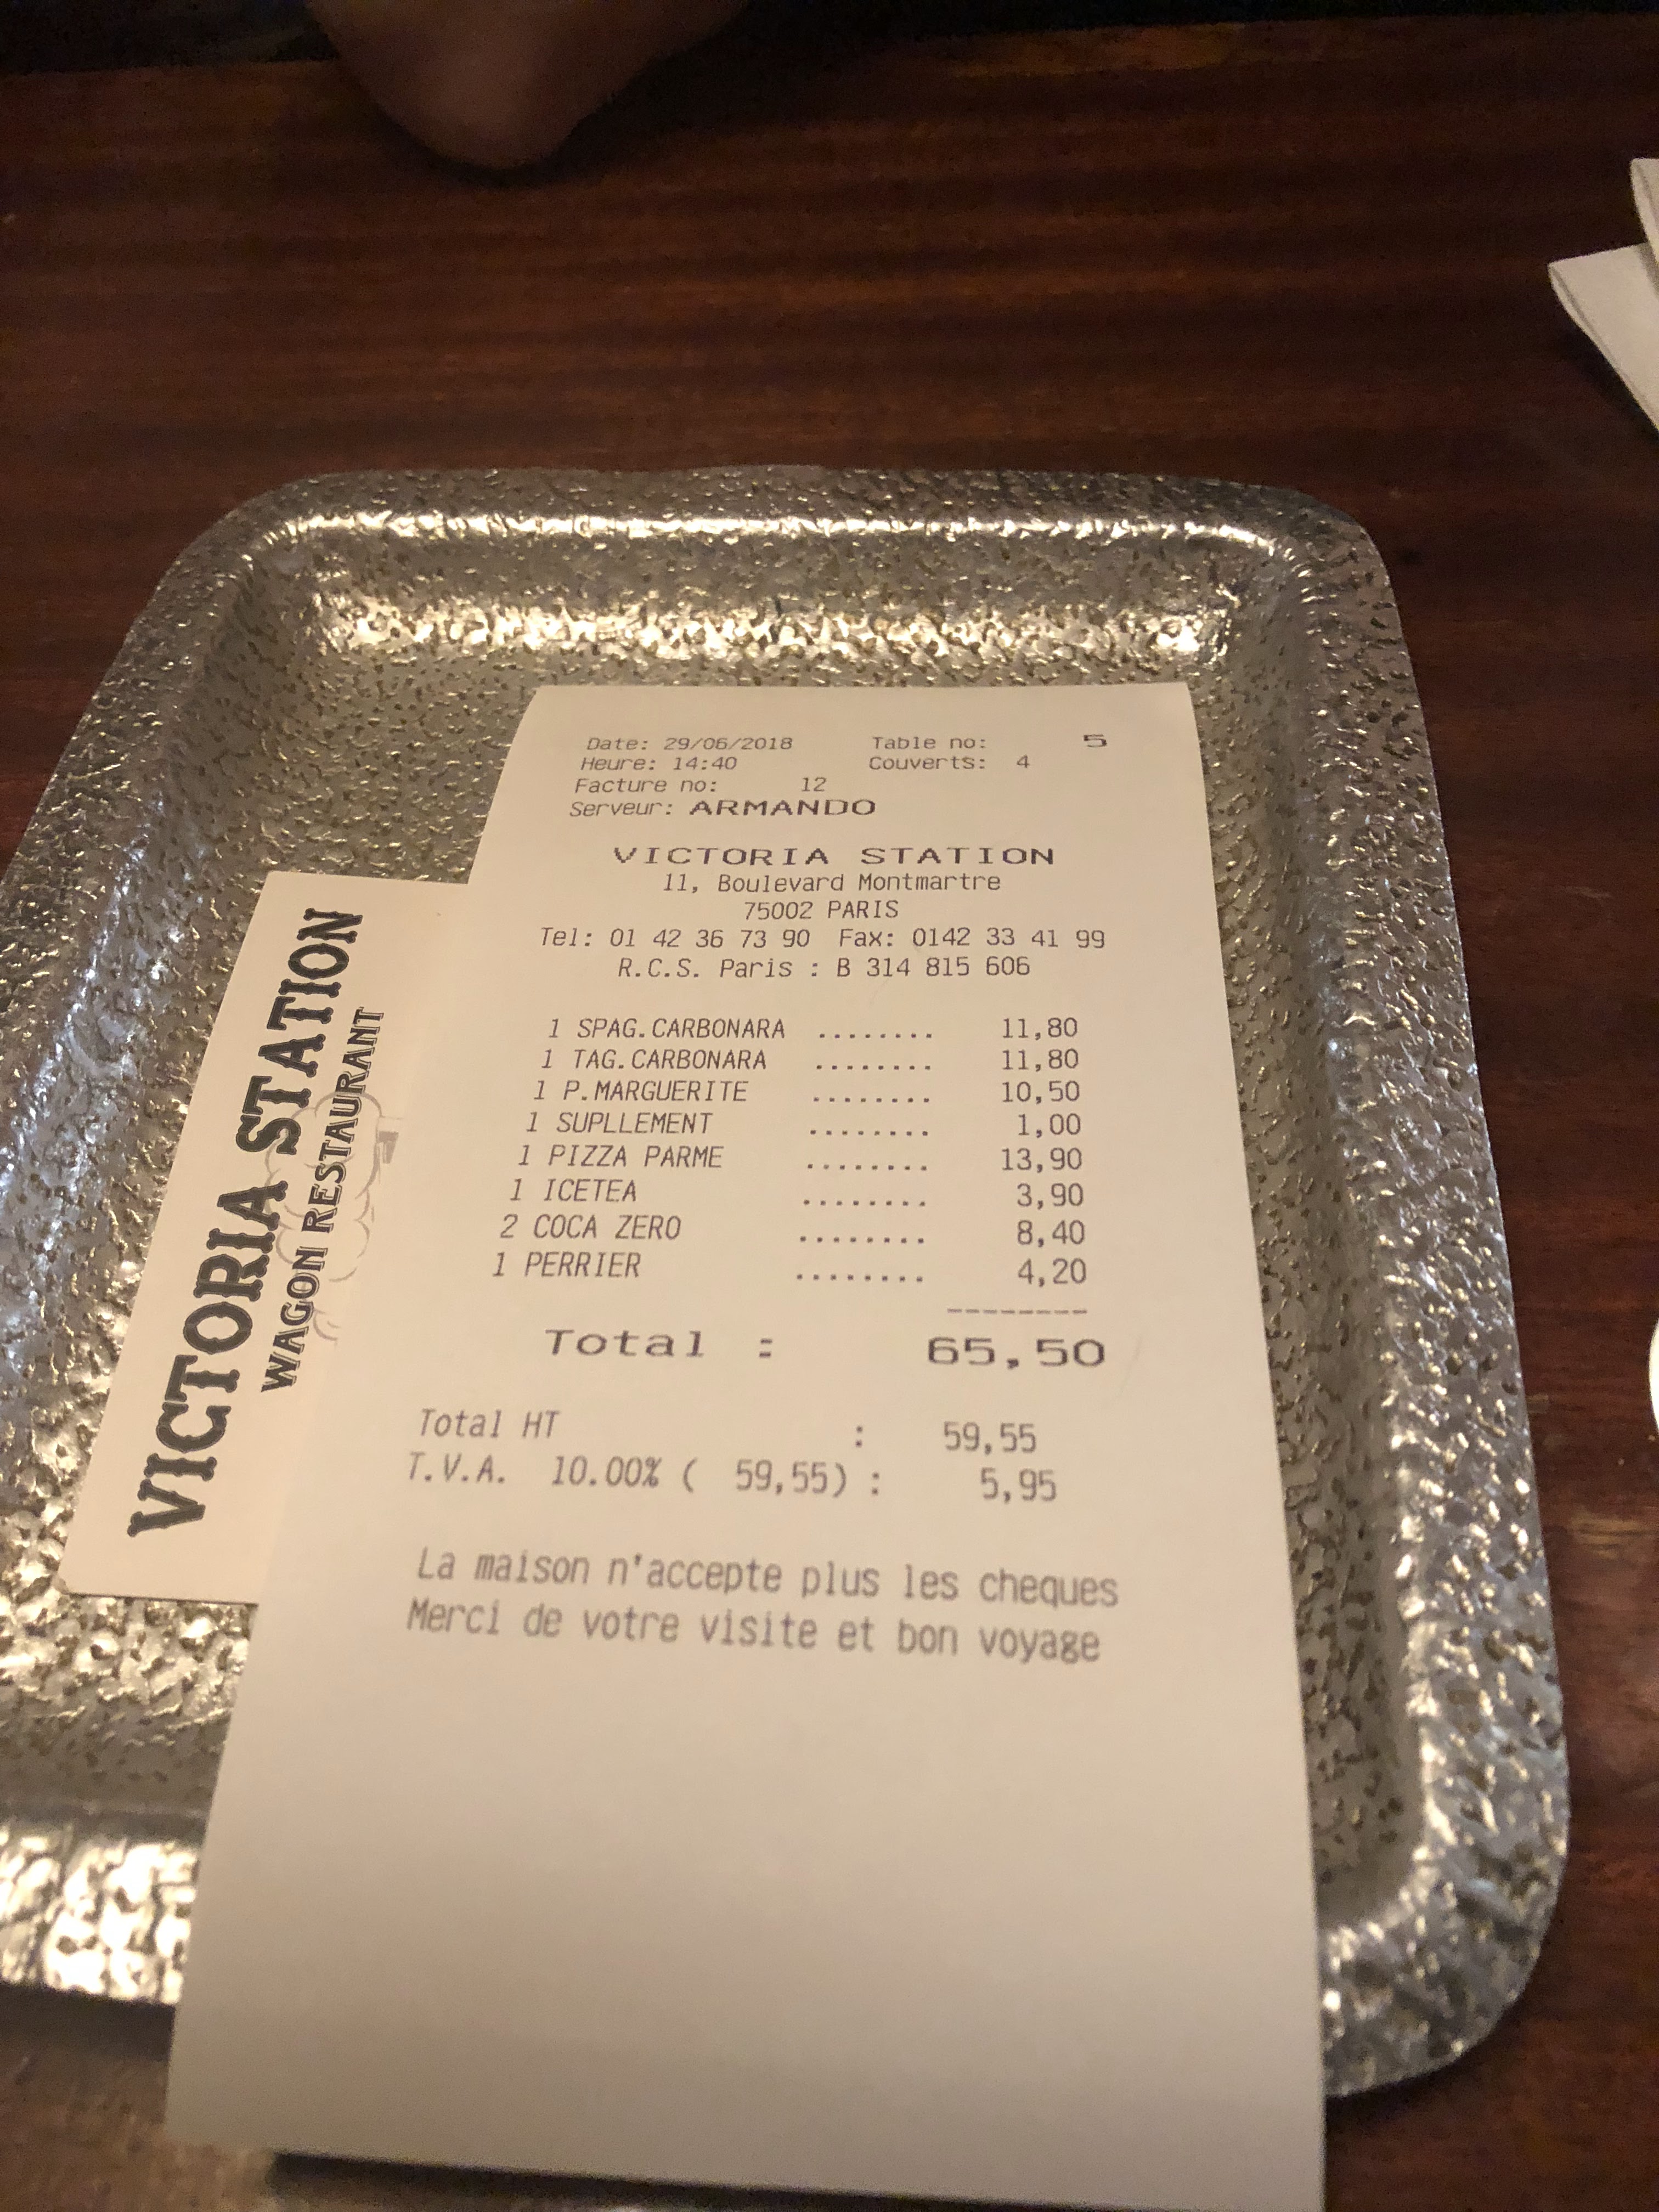 Date: 29/06/2018 Table no: 5
Heure: 14:40 Couverts: 4
Facture no: 12
Serveur: ARMANDO
VICTORIA STATION
11, Boulevard Montmartre
75002 PARIS
Tel: 01 42 36 73 90 Fax: 0142 33 41 99
R.C.S. Paris : B 314 815 606
1 SPAG.CARBONARA ........ 11,80
1 TAG.CARBONARA ........ 11,80
1 P.MARGUERITE ........ 10,50
1 SUPLLEMENT ........ 1,00
1 PIZZA PARME ........ 13,90
1 ICETEA ........ 3,90
2 COCA ZERO ........ 8,40
1 PERRIER ........ 4,20
--------
Total : 65,50
Total HT : 59,55
T.V.A. 10.00% ( 59,55) : 5,95
La maison n'accepte plus les cheques
Merci de votre visite et bon voyage
VICTORIA STATION
WAGON RESTAURANT